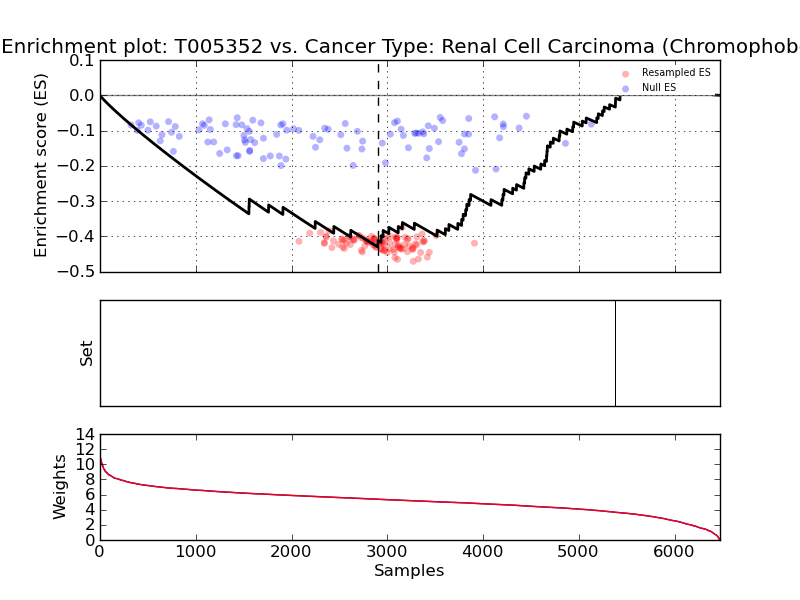 Enrichment plot: T005352 vs. Cancer Type: Renal Cell Carcinoma (Chromophob
0.1
0.0
−0.1
−0.2
−0.3
−0.4
−0.5
Enrichment score (ES)
Resampled ES
Null ES
Set
14
12
10
8
6
4
2
0
Weights
0 1000 2000 3000 4000 5000 6000
Samples